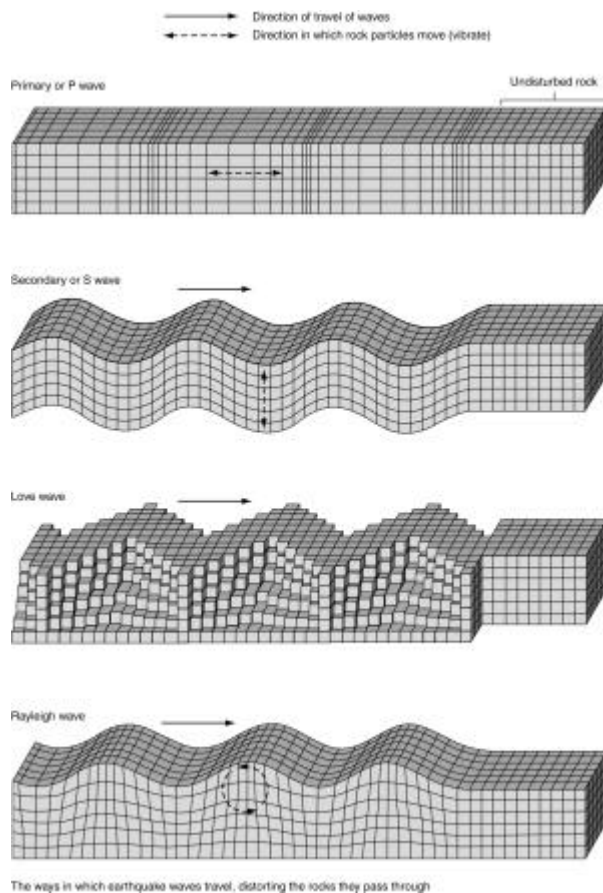 Direction of travel of waves
Direction in which rock particles move (vibrate)
Primary or P wave
Undisturbed rock
Secondary or S wave
Love wave
Rayleigh wave
The ways in which earthquake waves travel, distorting the rocks they pass through